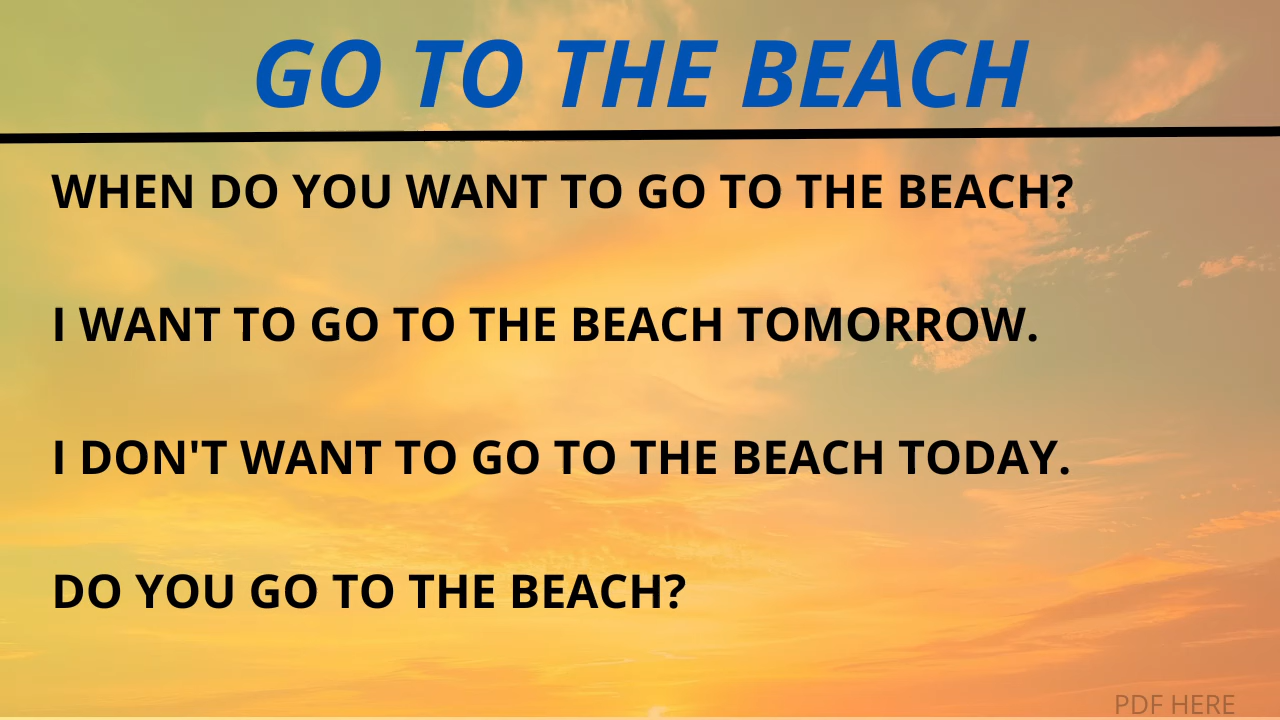 GO TO THE BEACH
WHEN DO YOU WANT TO GO TO THE BEACH?
I WANT TO GO TO THE BEACH TOMORROW.
I DON'T WANT TO GO TO THE BEACH TODAY.
DO YOU GO TO THE BEACH?
PDF HERE